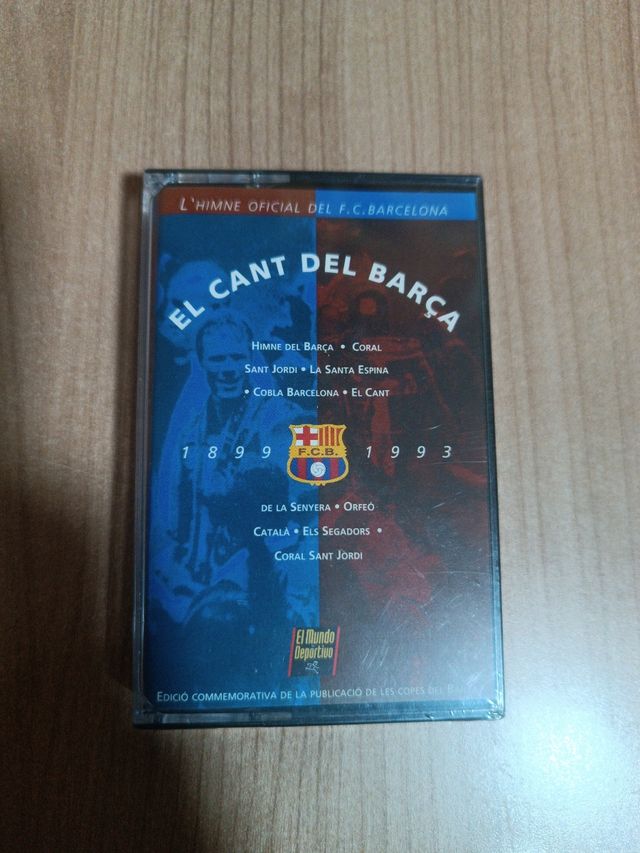 L'HIMNE OFICIAL DEL F.C.BARCELONA
EL CANT DEL BARÇA
HIMNE DEL BARÇA • CORAL
SANT JORDI • LA SANTA ESPINA
• COBLA BARCELONA • EL CANT
1899 1993
F.C.B.
DE LA SENYERA • ORFEÓ
CATALÀ • ELS SEGADORS •
CORAL SANT JORDI
El Mundo
Deportivo
EDICIÓ COMMEMORATIVA DE LA PUBLICACIÓ DE LES COPES DEL